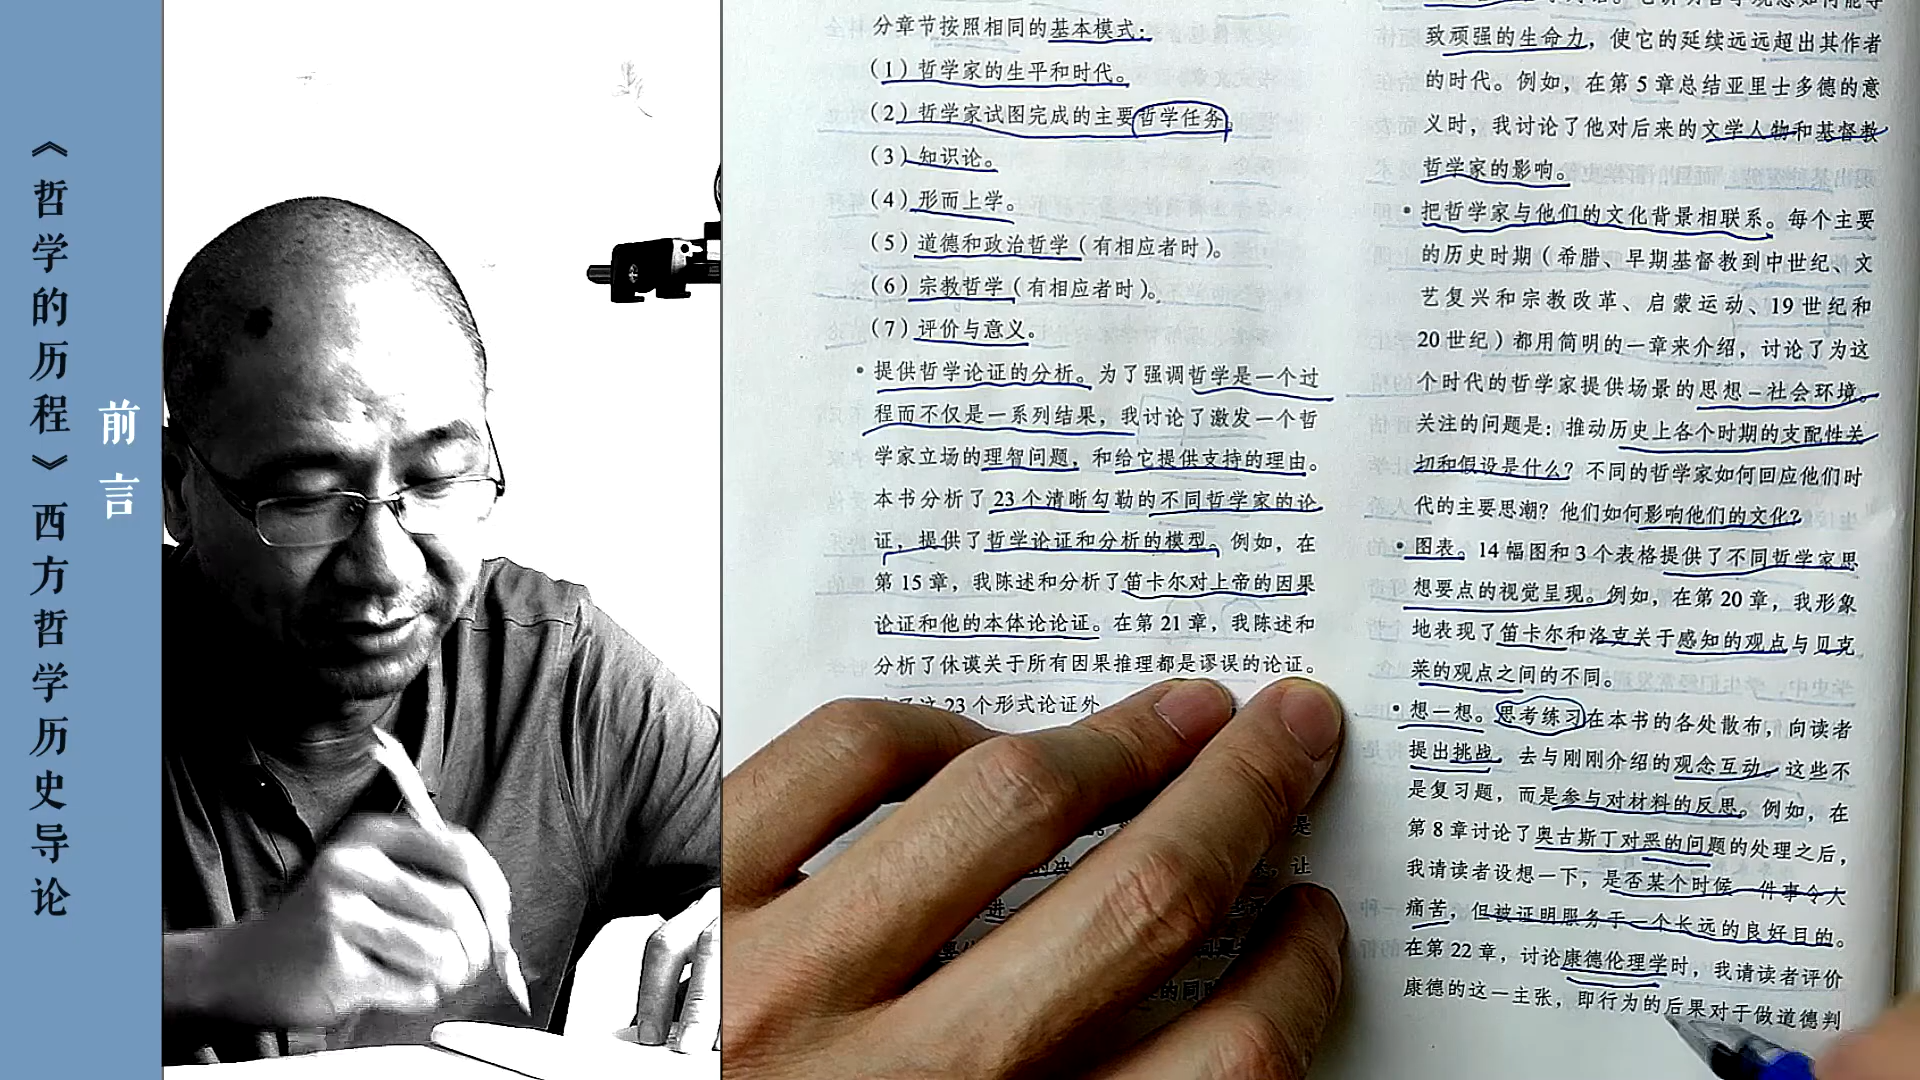 《哲学的历程》西方哲学历史导论
前言
分章节按照相同的基本模式：
（1）哲学家的生平和时代。
（2）哲学家试图完成的主要哲学任务。
（3）知识论。
（4）形而上学。
（5）道德和政治哲学（有相应者时）。
（6）宗教哲学（有相应者时）。
（7）评价与意义。
•提供哲学论证的分析。为了强调哲学是一个过
程而不仅是一系列结果，我讨论了激发一个哲
学家立场的理智问题，和给它提供支持的理由。
本书分析了23个清晰勾勒的不同哲学家的论
证，提供了哲学论证和分析的模型。例如，在
第15章，我陈述和分析了笛卡尔对上帝的因果
论证和他的本体论论证。在第21章，我陈述和
分析了休谟关于所有因果推理都是谬误的论证。
这23个形式论证外
致顽强的生命力，使它的延续远远超出其作者
的时代。例如，在第5章总结亚里士多德的意
义时，我讨论了他对后来的文学人物和基督教
哲学家的影响。
•把哲学家与他们的文化背景相联系。每个主要
的历史时期（希腊、早期基督教到中世纪、文
艺复兴和宗教改革、启蒙运动、19世纪和
20世纪）都用简明的一章来介绍，讨论了为这
个时代的哲学家提供场景的思想–社会环境。
关注的问题是：推动历史上各个时期的支配性关
切和假设是什么？不同的哲学家如何回应他们时
代的主要思潮？他们如何影响他们的文化？
•图表。14幅图和3个表格提供了不同哲学家思
想要点的视觉呈现。例如，在第20章，我形象
地表现了笛卡尔和洛克关于感知的观点与贝克
莱的观点之间的不同。
•想一想。思考练习在本书的各处散布，向读者
提出挑战，去与刚刚介绍的观念互动。这些不
是复习题，而是参与对材料的反思。例如，在
第8章讨论了奥古斯丁对恶的问题的处理之后，
我请读者设想一下，是否某个时候一件事令大
痛苦，但被证明服务于一个长远的良好目的。
在第22章，讨论康德伦理学时，我请读者评价
康德的这一主张，即行为的后果对于做道德判